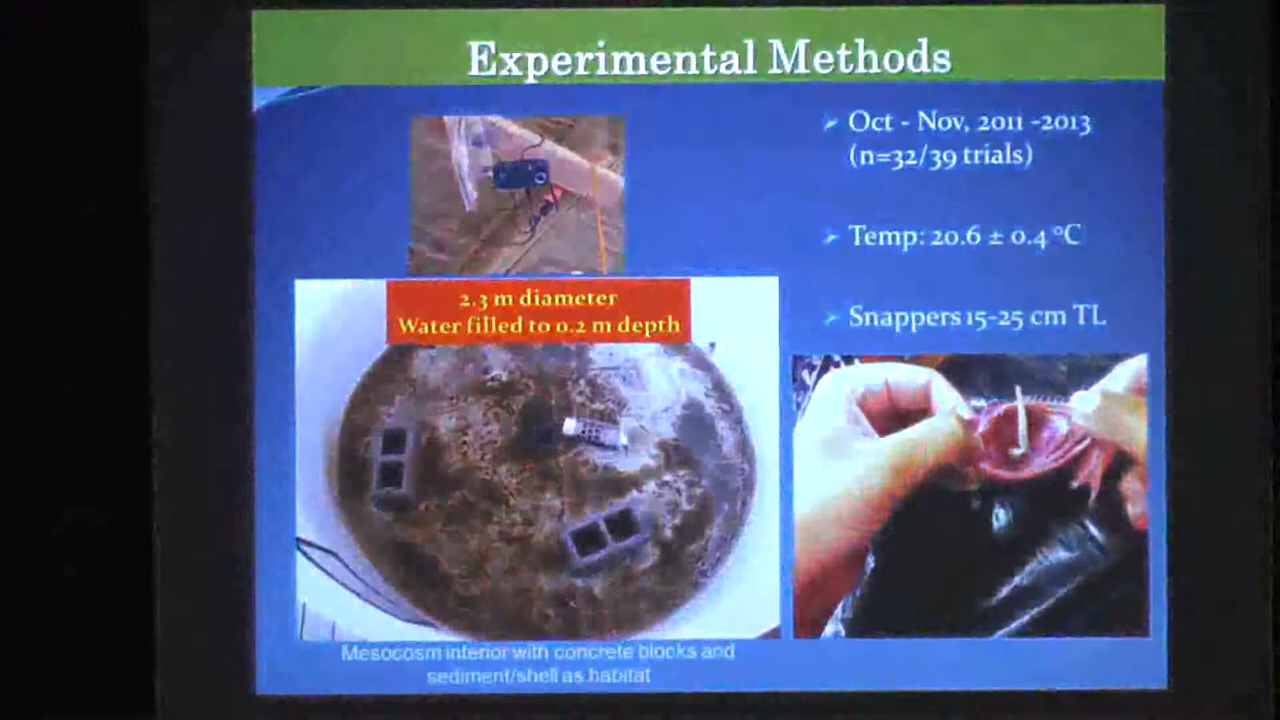 Experimental Methods
Oct - Nov, 2011 -2013
(n=32/39 trials)
Temp: 20.6 ± 0.4 °C
Snappers 15-25 cm TL
2.3 m diameter
Water filled to 0.2 m depth
Mesocosm interior with concrete blocks and
sediment/shell as habitat